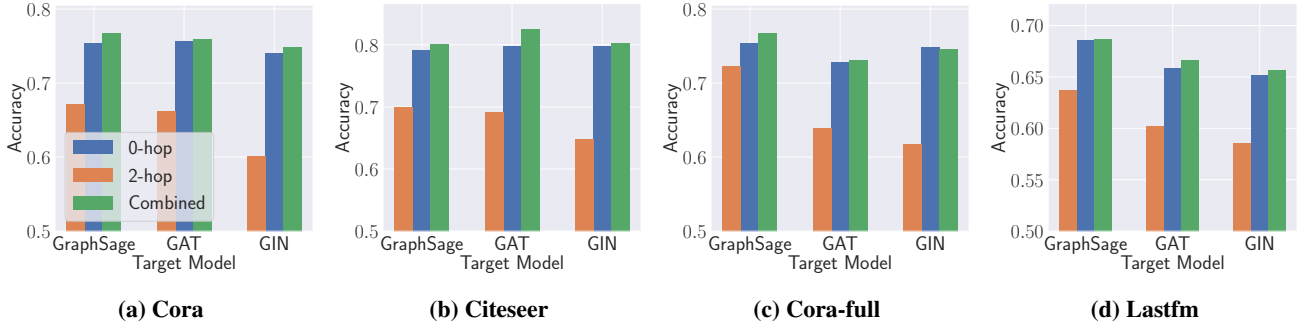 0.8
0.7
0.6
0.5
Accuracy
0-hop
2-hop
Combined
GraphSage GAT GIN
Target Model
(a) Cora
0.8
0.7
0.6
0.5
Accuracy
GraphSage GAT GIN
Target Model
(b) Citeseer
0.8
0.7
0.6
0.5
Accuracy
GraphSage GAT GIN
Target Model
(c) Cora-full
0.70
0.65
0.60
0.55
0.50
Accuracy
GraphSage GAT GIN
Target Model
(d) Lastfm